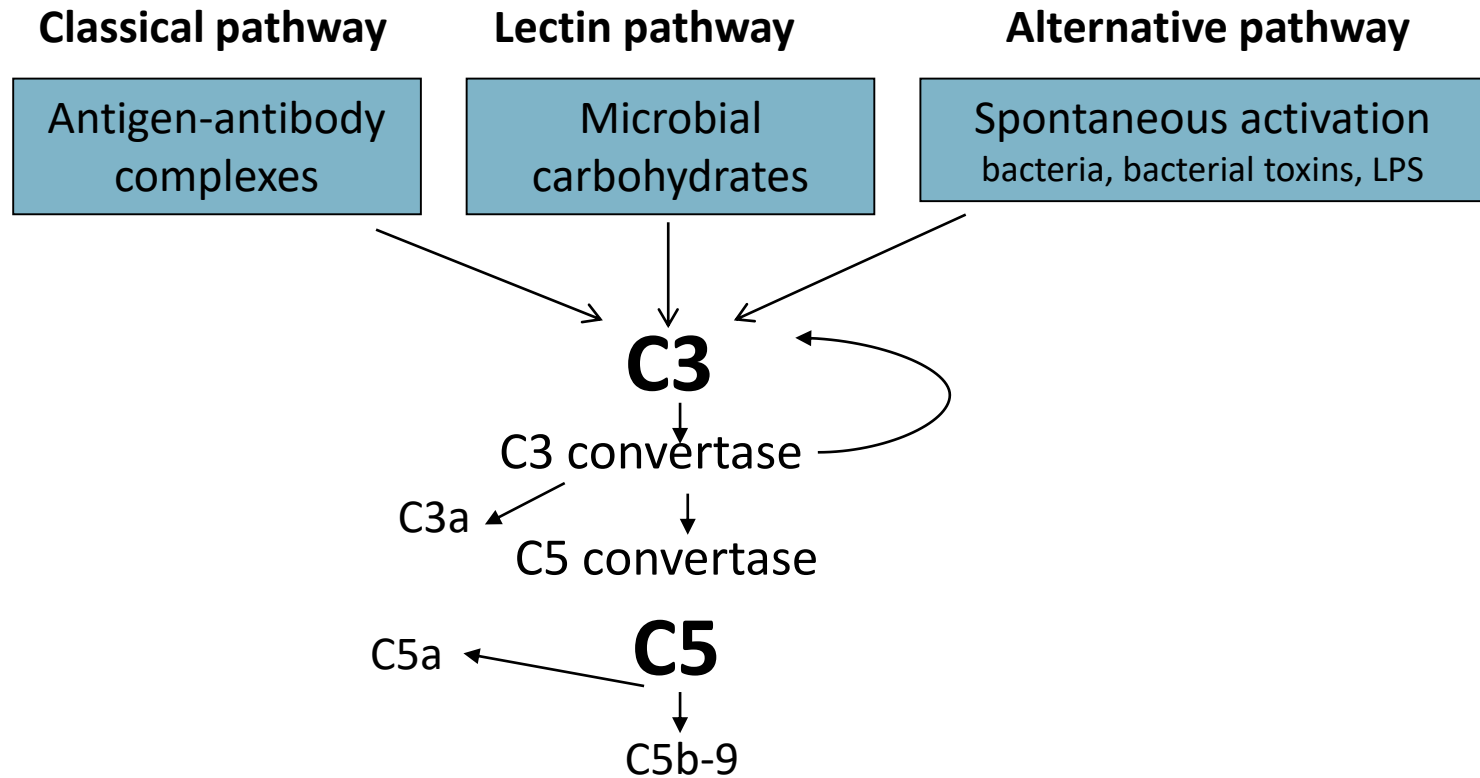 Classical pathway
Lectin pathway
Alternative pathway
Antigen-antibody
complexes
Microbial
carbohydrates
Spontaneous activation
bacteria, bacterial toxins, LPS
C3
C3 convertase
C3a
C5 convertase
C5
C5a
C5b-9